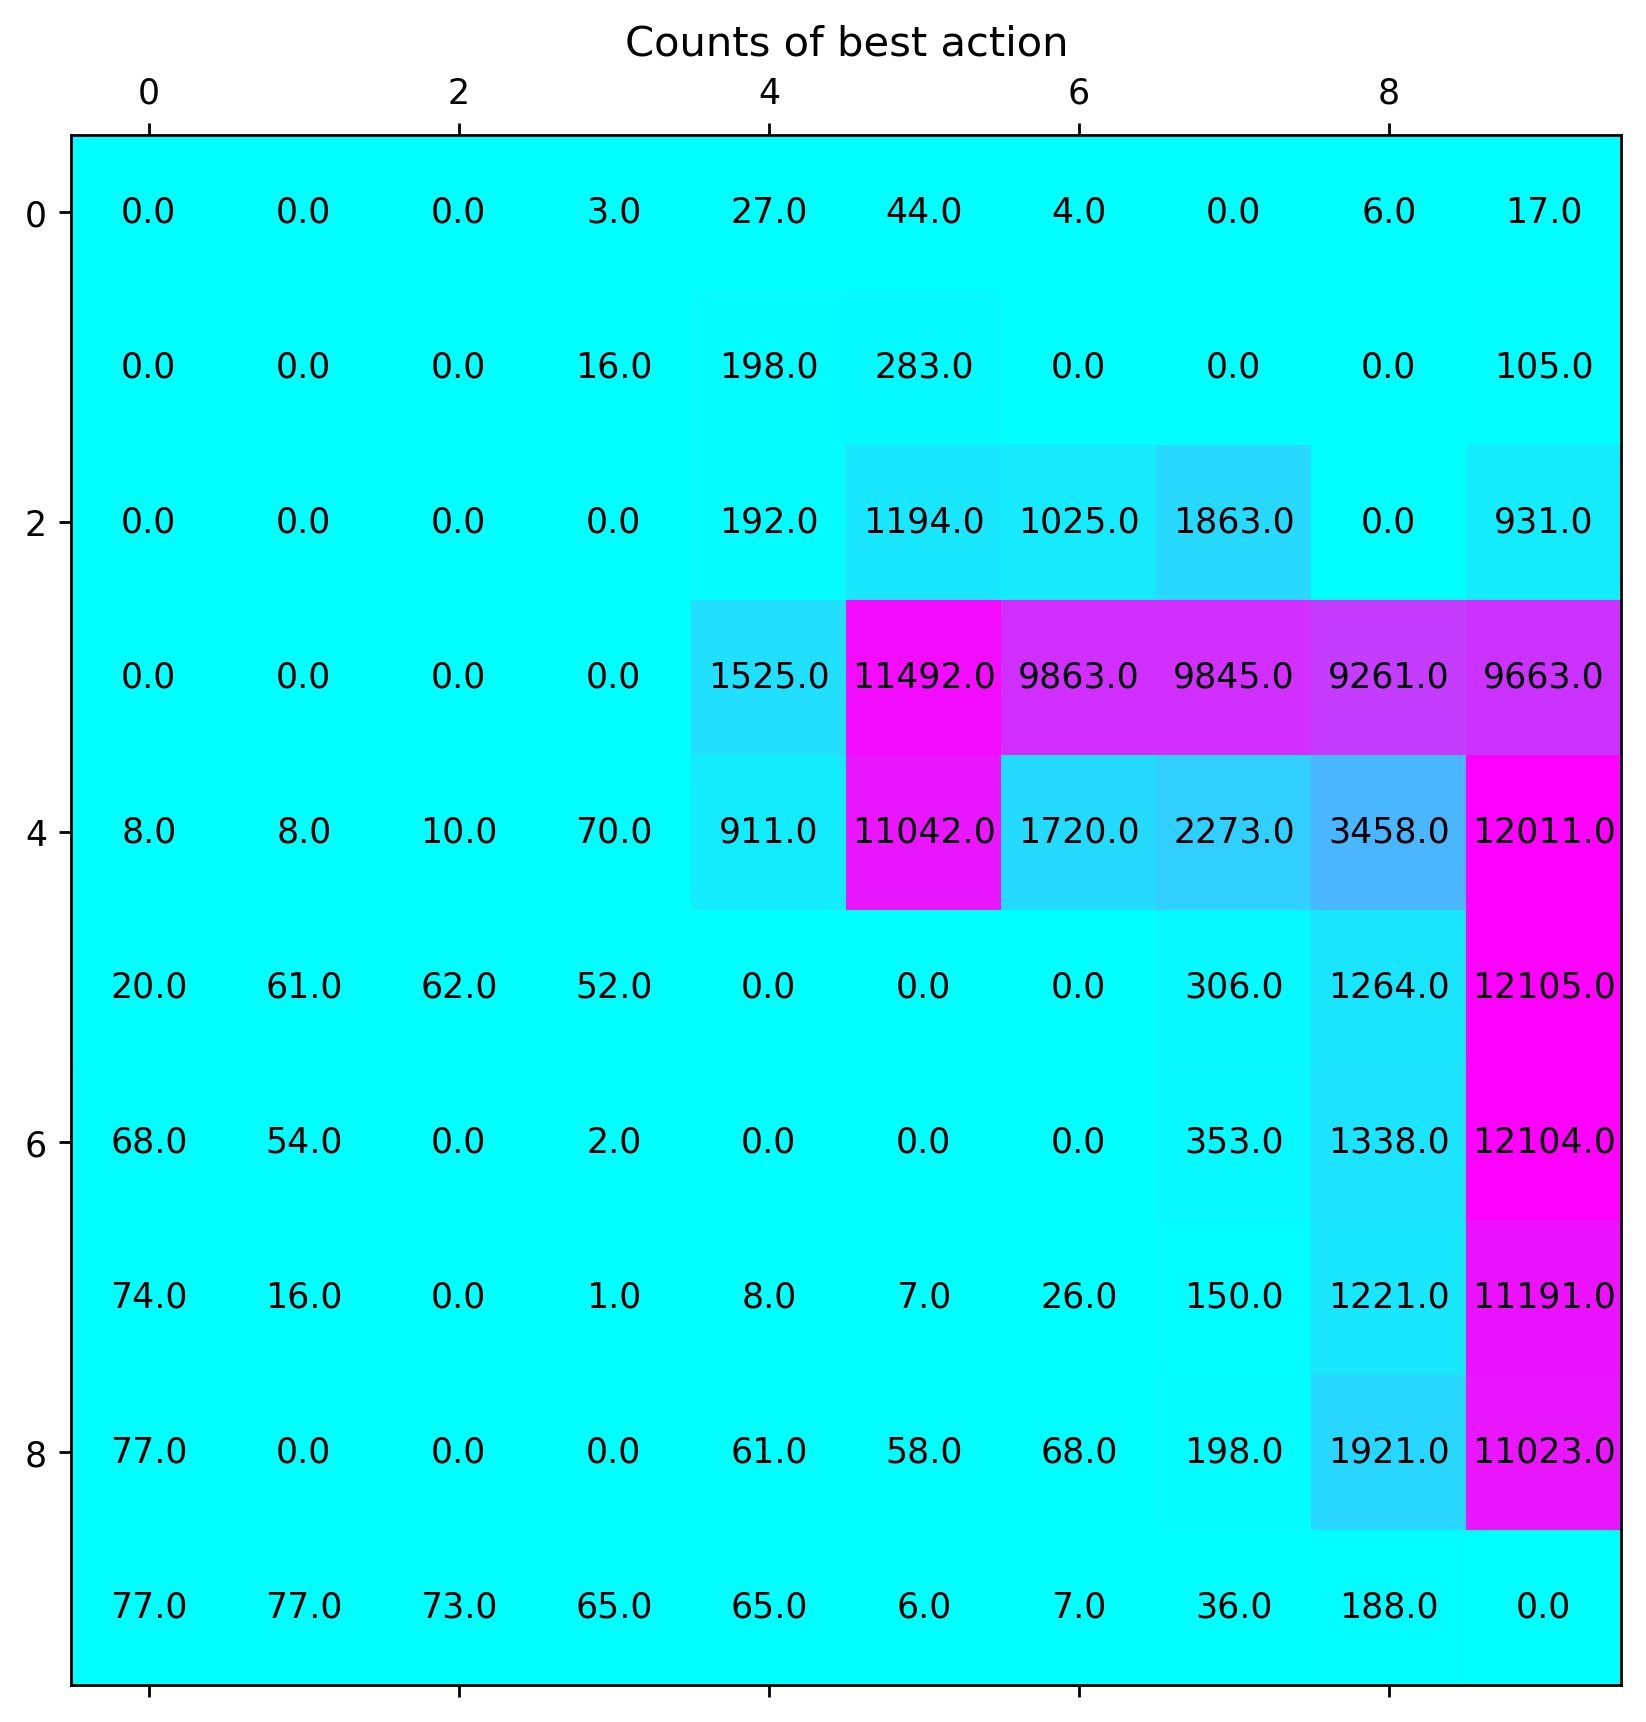 Counts of best action
0 2 4 6 8
0 0.0 0.0 0.0 3.0 27.0 44.0 4.0 0.0 6.0 17.0
0.0 0.0 0.0 16.0 198.0 283.0 0.0 0.0 0.0 105.0
2 0.0 0.0 0.0 0.0 192.0 1194.0 1025.0 1863.0 0.0 931.0
0.0 0.0 0.0 0.0 1525.0 11492.0 9863.0 9845.0 9261.0 9663.0
4 8.0 8.0 10.0 70.0 911.0 11042.0 1720.0 2273.0 3458.0 12011.0
20.0 61.0 62.0 52.0 0.0 0.0 0.0 306.0 1264.0 12105.0
6 68.0 54.0 0.0 2.0 0.0 0.0 0.0 353.0 1338.0 12104.0
74.0 16.0 0.0 1.0 8.0 7.0 26.0 150.0 1221.0 11191.0
8 77.0 0.0 0.0 0.0 61.0 58.0 68.0 198.0 1921.0 11023.0
77.0 77.0 73.0 65.0 65.0 6.0 7.0 36.0 188.0 0.0